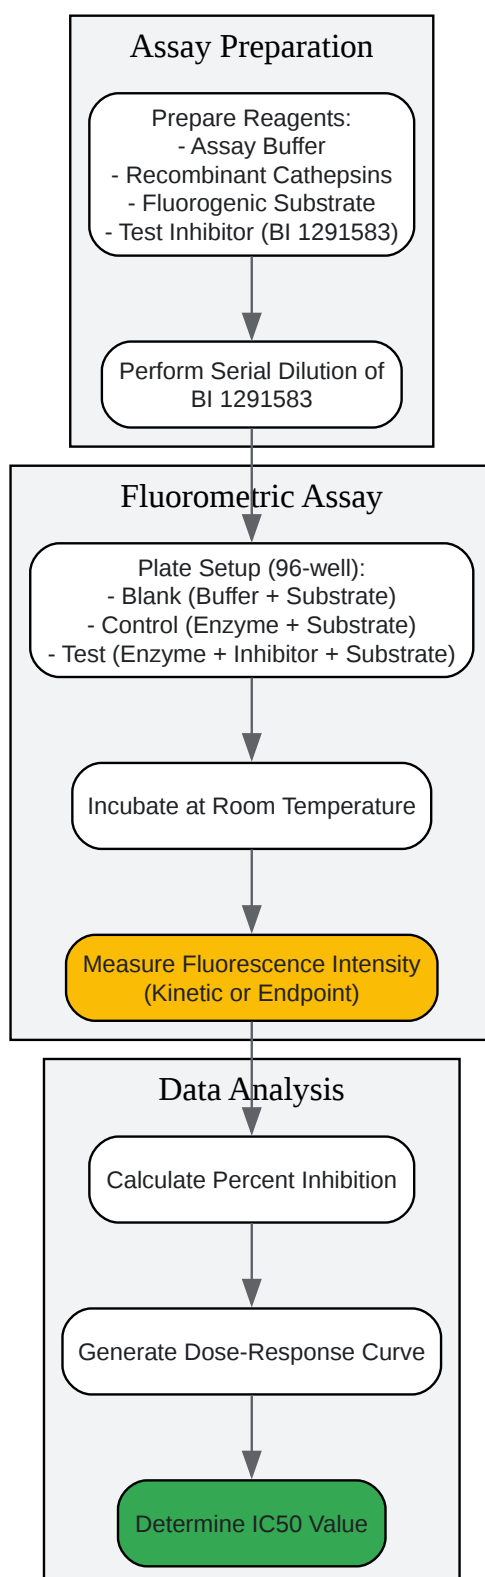 Assay Preparation
Prepare Reagents:
- Assay Buffer
- Recombinant Cathepsins
- Fluorogenic Substrate
- Test Inhibitor (BI 1291583)
Perform Serial Dilution of
BI 1291583
Fluorometric Assay
Plate Setup (96-well):
- Blank (Buffer + Substrate)
- Control (Enzyme + Substrate)
- Test (Enzyme + Inhibitor + Substrate)
Incubate at Room Temperature
Measure Fluorescence Intensity
(Kinetic or Endpoint)
Data Analysis
Calculate Percent Inhibition
Generate Dose-Response Curve
Determine IC50 Value